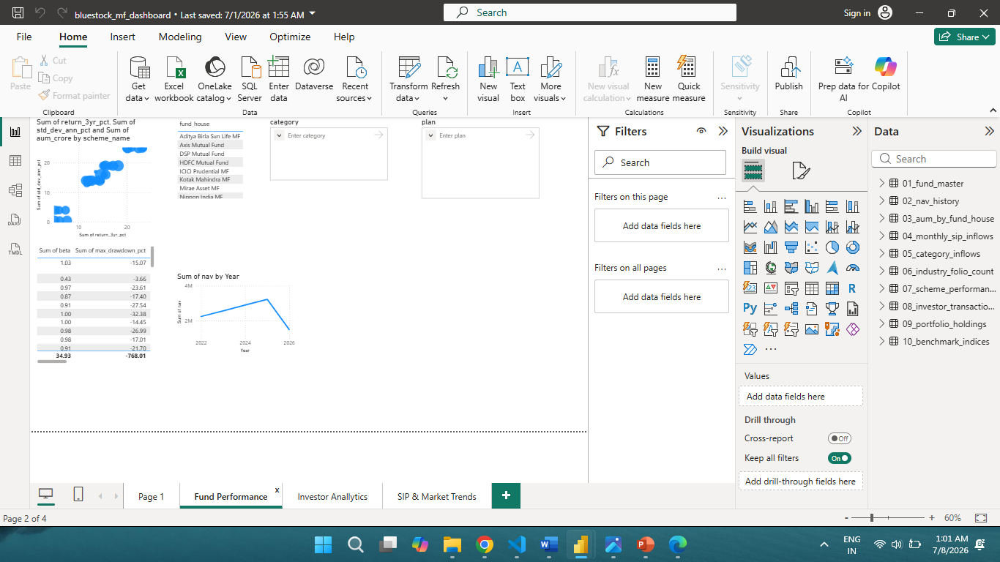 bluestock_mf_dashboard • Last saved: 7/1/2026 at 1:55 AM
Search
Sign in
File
Home
Insert
Modeling
View
Optimize
Help
Share
Paste
Cut
Copy
Format painter
Clipboard
Get data
Excel workbook
OneLake catalog
SQL Server
Enter data
Dataverse
Recent sources
Data
Transform data
Refresh
Queries
New visual
Text box
More visuals
Insert
New visual calculation
New measure
Quick measure
Calculations
Sensitivity
Sensitivity
Publish
Share
Prep data for AI
Copilot
Copilot
Sum of return_3yr_pct, Sum of
std_dev_ann_pct and Sum of
aum_crore by scheme_name
Sum of std_dev_ann_pct
20
10
0
10
20
Sum of return_3yr_pct
fund_house
Aditya Birla Sun Life MF
Axis Mutual Fund
DSP Mutual Fund
HDFC Mutual Fund
ICICI Prudential MF
Kotak Mahindra MF
Mirae Asset MF
Nippon India MF
category
Enter category
plan
Enter plan
Sum of beta Sum of max_drawdown_pct
1.03 -15.07
0.43 -3.66
0.97 -23.61
0.87 -17.40
0.91 -27.54
1.00 -32.38
1.00 -14.45
0.98 -26.99
0.98 -17.01
0.91 -21.70
34.93 -768.01
Sum of nav by Year
Sum of nav
4M
2M
2022
2024
2026
Year
Filters
Search
Filters on this page
...
Add data fields here
Filters on all pages
...
Add data fields here
Visualizations
Build visual
123
R
Py
...
Values
Add data fields here
Drill through
Cross-report
Off
Keep all filters
On
Add drill-through fields here
Data
Search
01_fund_master
02_nav_history
03_aum_by_fund_house
04_monthly_sip_inflows
05_category_inflows
06_industry_folio_count
07_scheme_performan...
08_investor_transactio...
09_portfolio_holdings
10_benchmark_indices
DAX
TMDL
Page 1
Fund Performance
x
Investor Anallytics
SIP & Market Trends
+
Page 2 of 4
- + 60%
ENG
IN
1:01 AM
7/8/2026